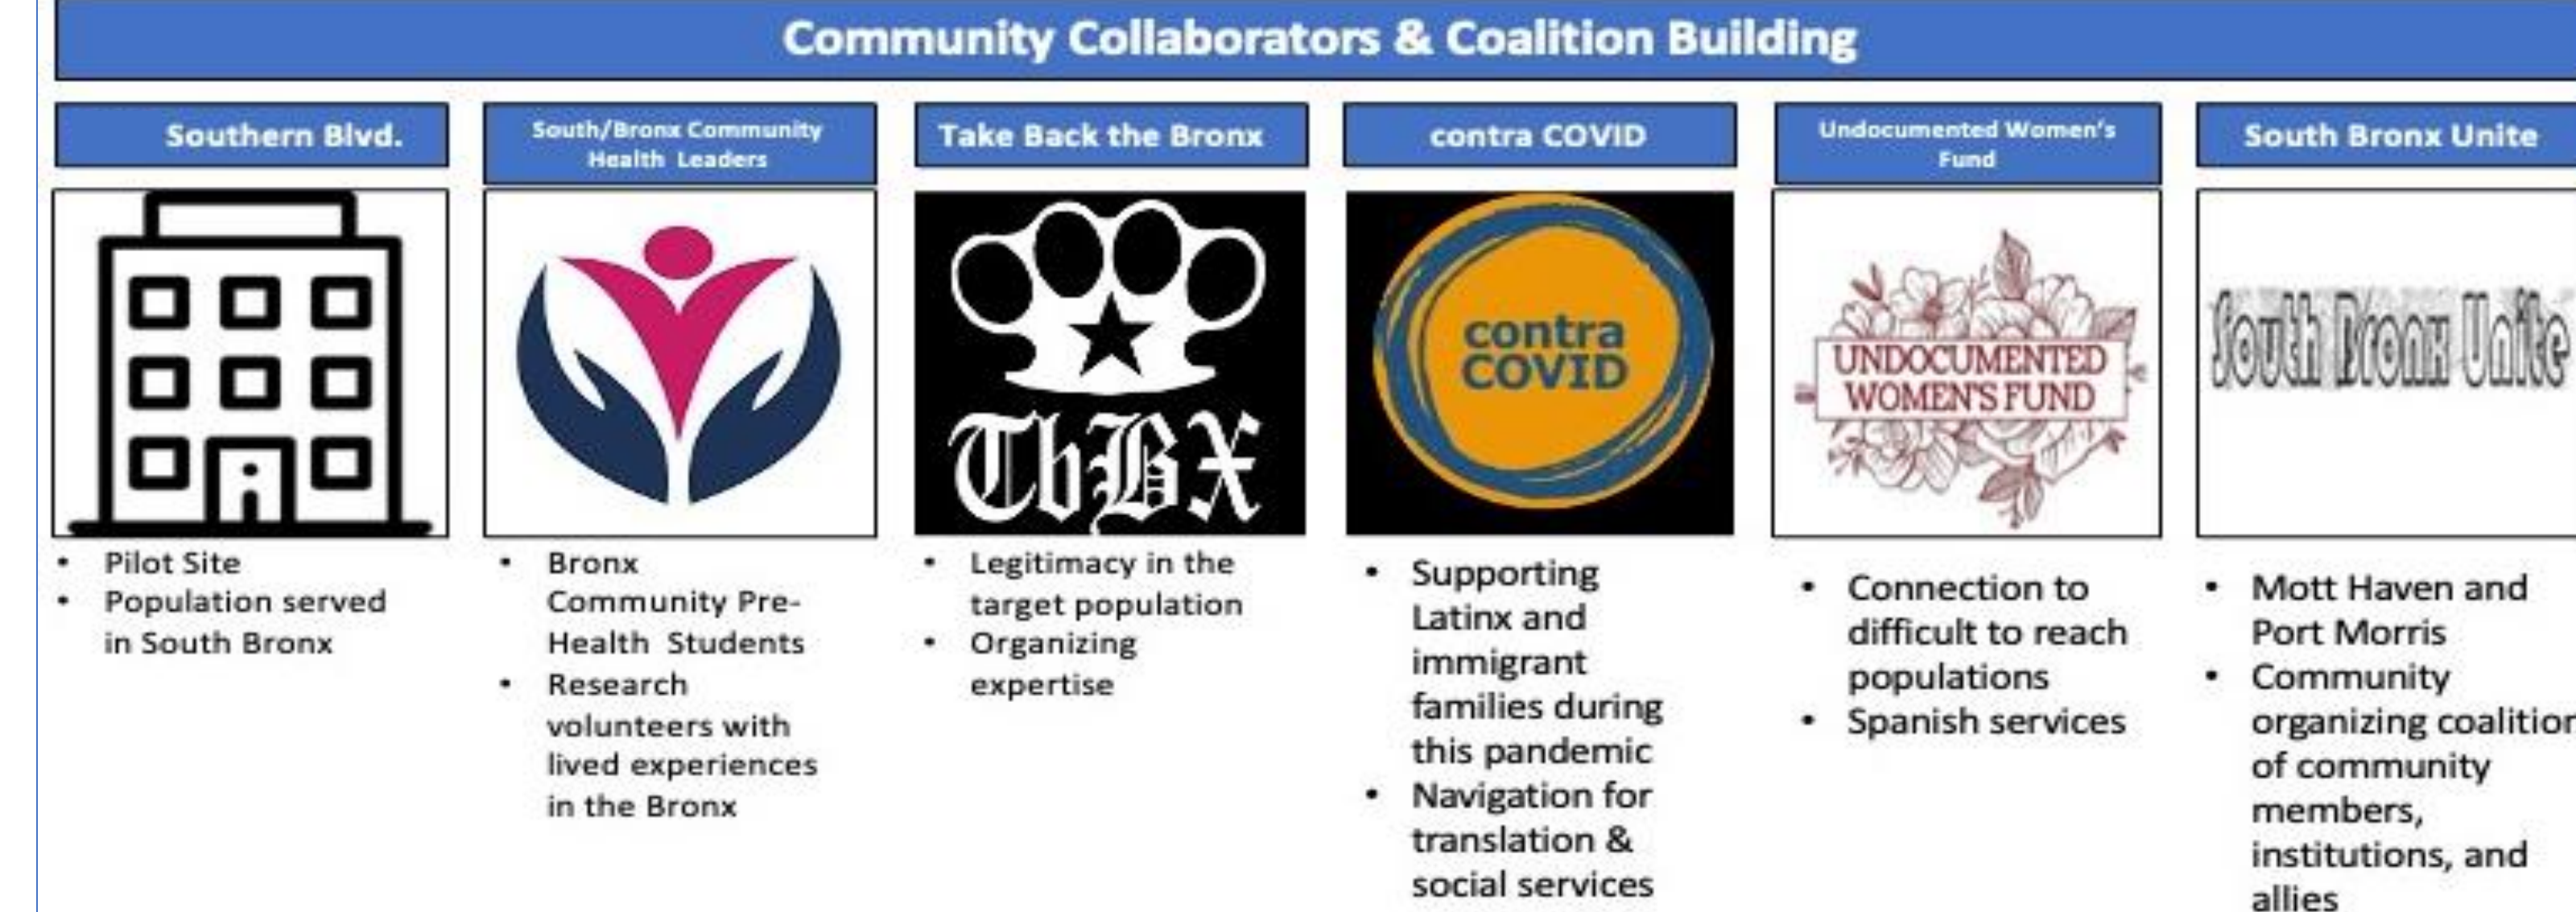 Community Collaborators & Coalition Building
Southern Blvd.
• Pilot Site
• Population served
in South Bronx
South/Bronx Community
Health Leaders
• Bronx
Community Pre-
Health Students
• Research
volunteers with
lived experiences
in the Bronx
Take Back the Bronx
TbBX
• Legitimacy in the
target population
• Organizing
expertise
contra COVID
contra
COVID
• Supporting
Latinx and
immigrant
families during
this pandemic
• Navigation for
translation &
social services
Undocumented Women's
Fund
UNDOCUMENTED
WOMEN'S FUND
• Connection to
difficult to reach
populations
• Spanish services
South Bronx Unite
South Bronx Unite
• Mott Haven and
Port Morris
• Community
organizing coalition
of community
members,
institutions, and
allies